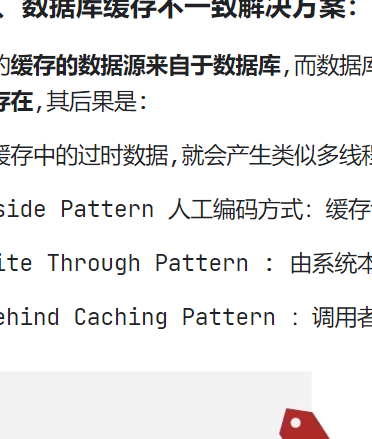 、数据库缓存不一致解决方案：
的缓存的数据源来自于数据库,而数据库
存在,其后果是:
缓存中的过时数据,就会产生类似多线程
side Pattern 人工编码方式：缓存
ite Through Pattern : 由系统本
ehind Caching Pattern ：调用者